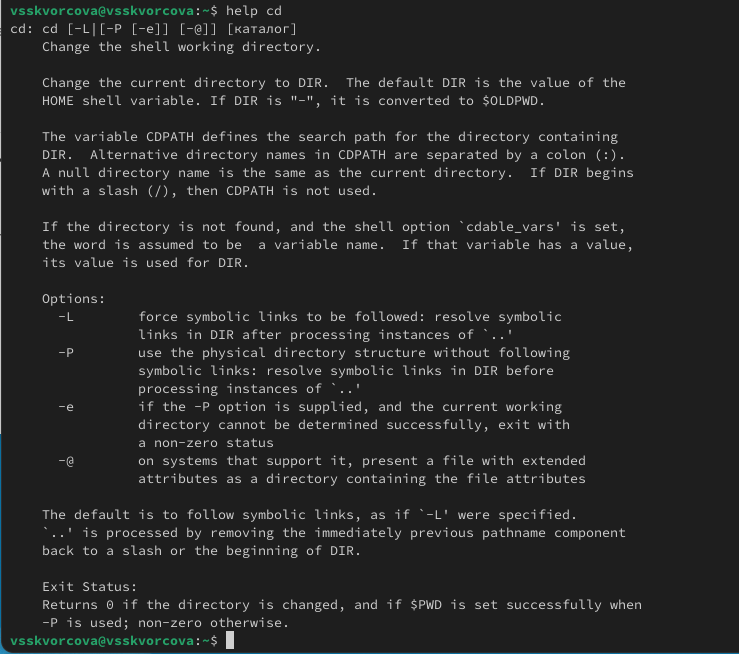 vsskvorcova@vsskvorcova:~$ help cd
cd: cd [-L|[-P [-e]] [-@]] [каталог]
    Change the shell working directory.

    Change the current directory to DIR.  The default DIR is the value of the
    HOME shell variable. If DIR is "-", it is converted to $OLDPWD.

    The variable CDPATH defines the search path for the directory containing
    DIR.  Alternative directory names in CDPATH are separated by a colon (:).
    A null directory name is the same as the current directory.  If DIR begins
    with a slash (/), then CDPATH is not used.

    If the directory is not found, and the shell option `cdable_vars' is set,
    the word is assumed to be  a variable name.  If that variable has a value,
    its value is used for DIR.

    Options:
      -L        force symbolic links to be followed: resolve symbolic
                links in DIR after processing instances of `..'
      -P        use the physical directory structure without following
                symbolic links: resolve symbolic links in DIR before
                processing instances of `..'
      -e        if the -P option is supplied, and the current working
                directory cannot be determined successfully, exit with
                a non-zero status
      -@        on systems that support it, present a file with extended
                attributes as a directory containing the file attributes

    The default is to follow symbolic links, as if `-L' were specified.
    `..' is processed by removing the immediately previous pathname component
    back to a slash or the beginning of DIR.

    Exit Status:
    Returns 0 if the directory is changed, and if $PWD is set successfully when
    -P is used; non-zero otherwise.
vsskvorcova@vsskvorcova:~$